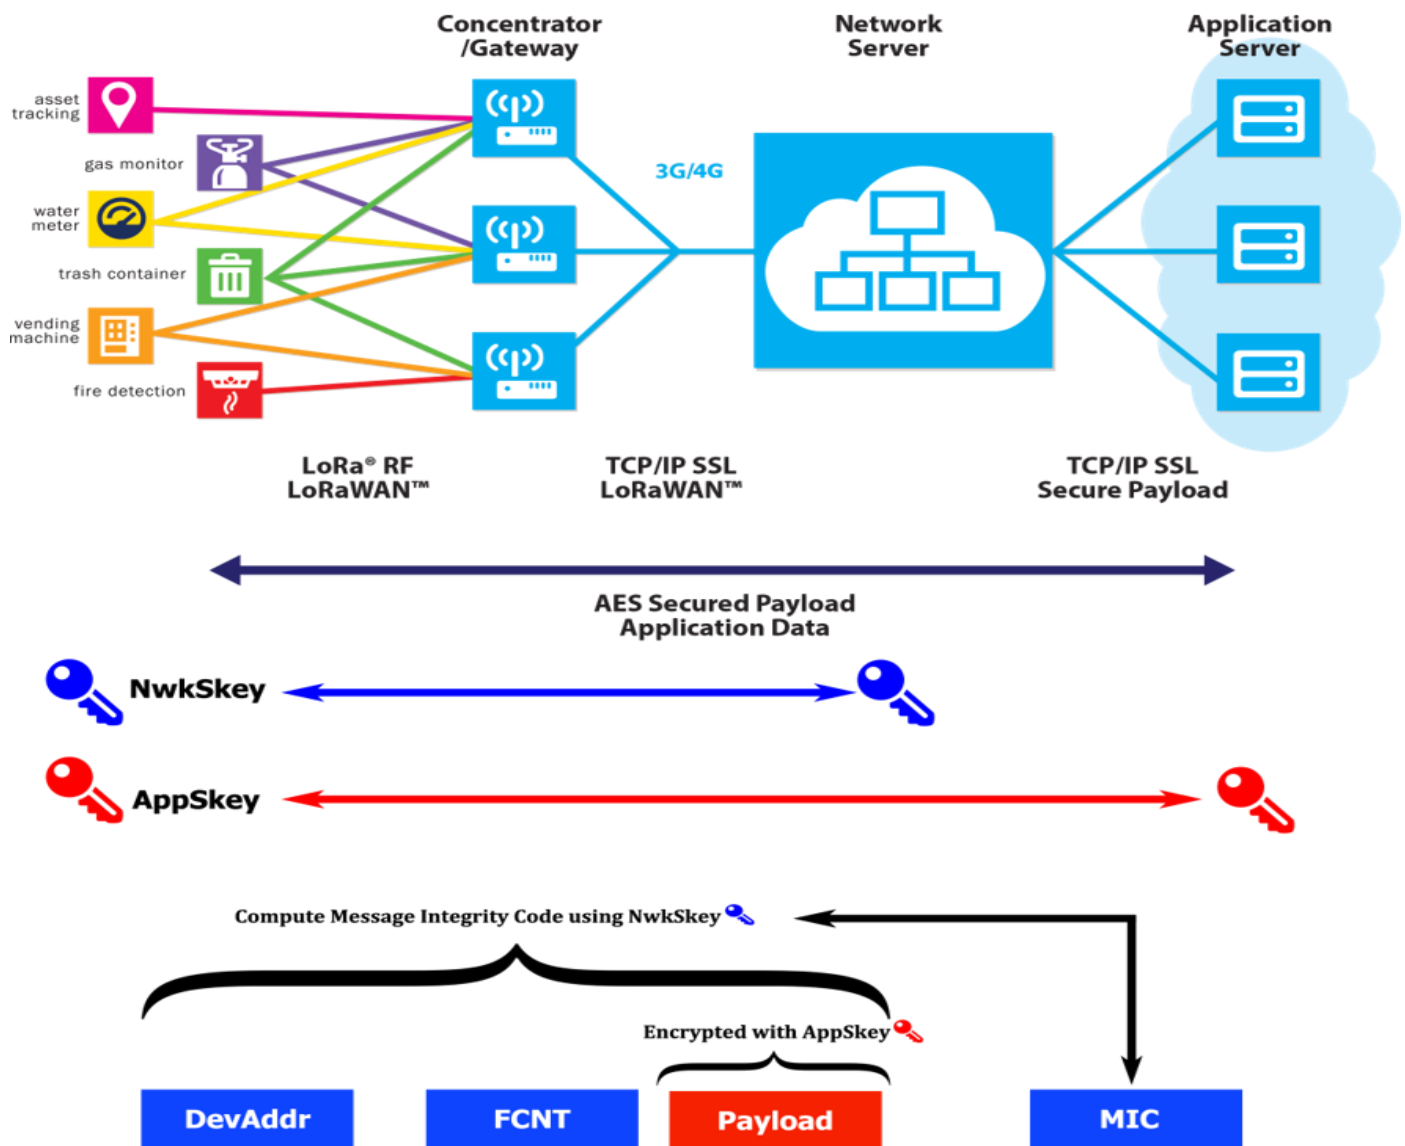 Concentrator
/Gateway
Network
Server
Application
Server
asset
tracking
gas monitor
water
meter
trash container
vending
machine
fire detection
3G/4G
LoRa® RF
LoRaWAN™
TCP/IP SSL
LoRaWAN™
TCP/IP SSL
Secure Payload
AES Secured Payload
Application Data
NwkSkey
AppSkey
Compute Message Integrity Code using NwkSkey
Encrypted with AppSkey
DevAddr
FCNT
Payload
MIC